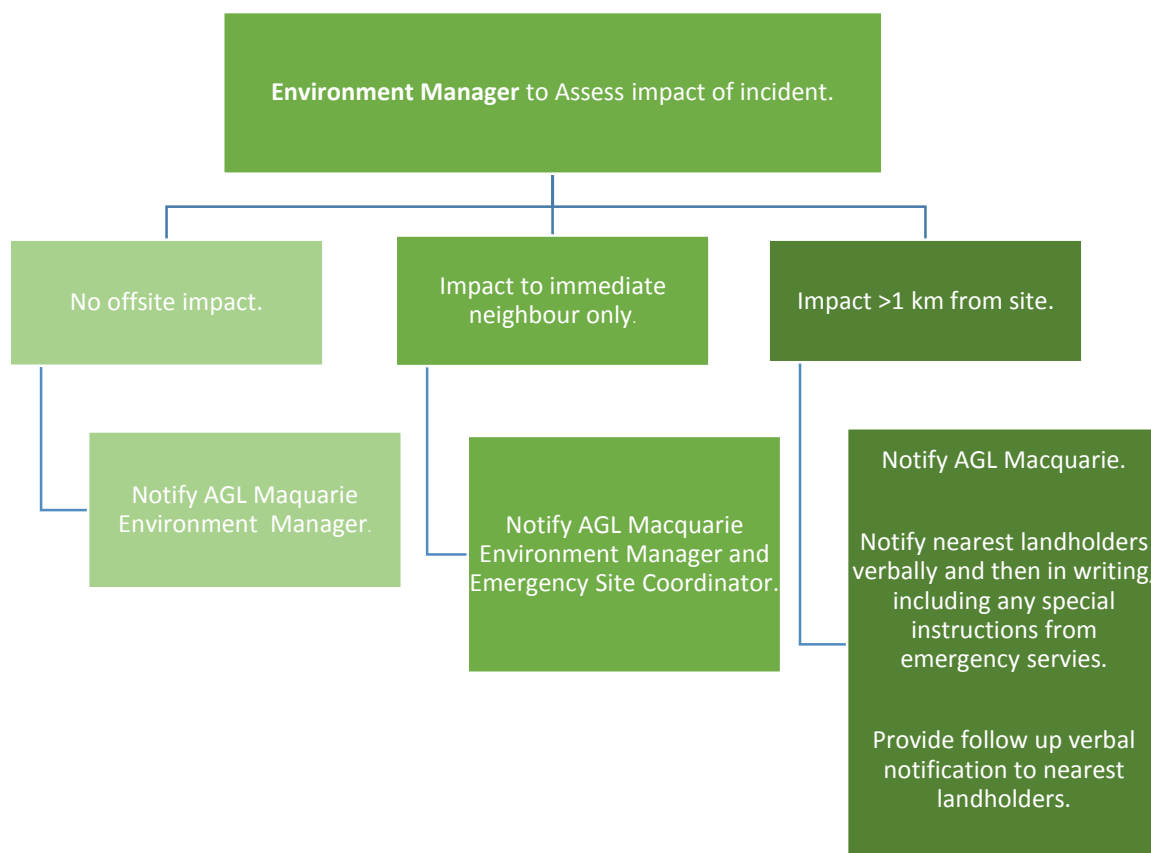 Environment Manager to Assess impact of incident.
No offsite impact.
Impact to immediate
neighbour only.
Impact >1 km from site.
Notify AGL Maquarie
Environment Manager.
Notify AGL Macquarie
Environment Manager and
Emergency Site Coordinator.
Notify AGL Macquarie.
Notify nearest landholders
verbally and then in writing,
including any special
instructions from
emergency servies.
Provide follow up verbal
notification to nearest
landholders.